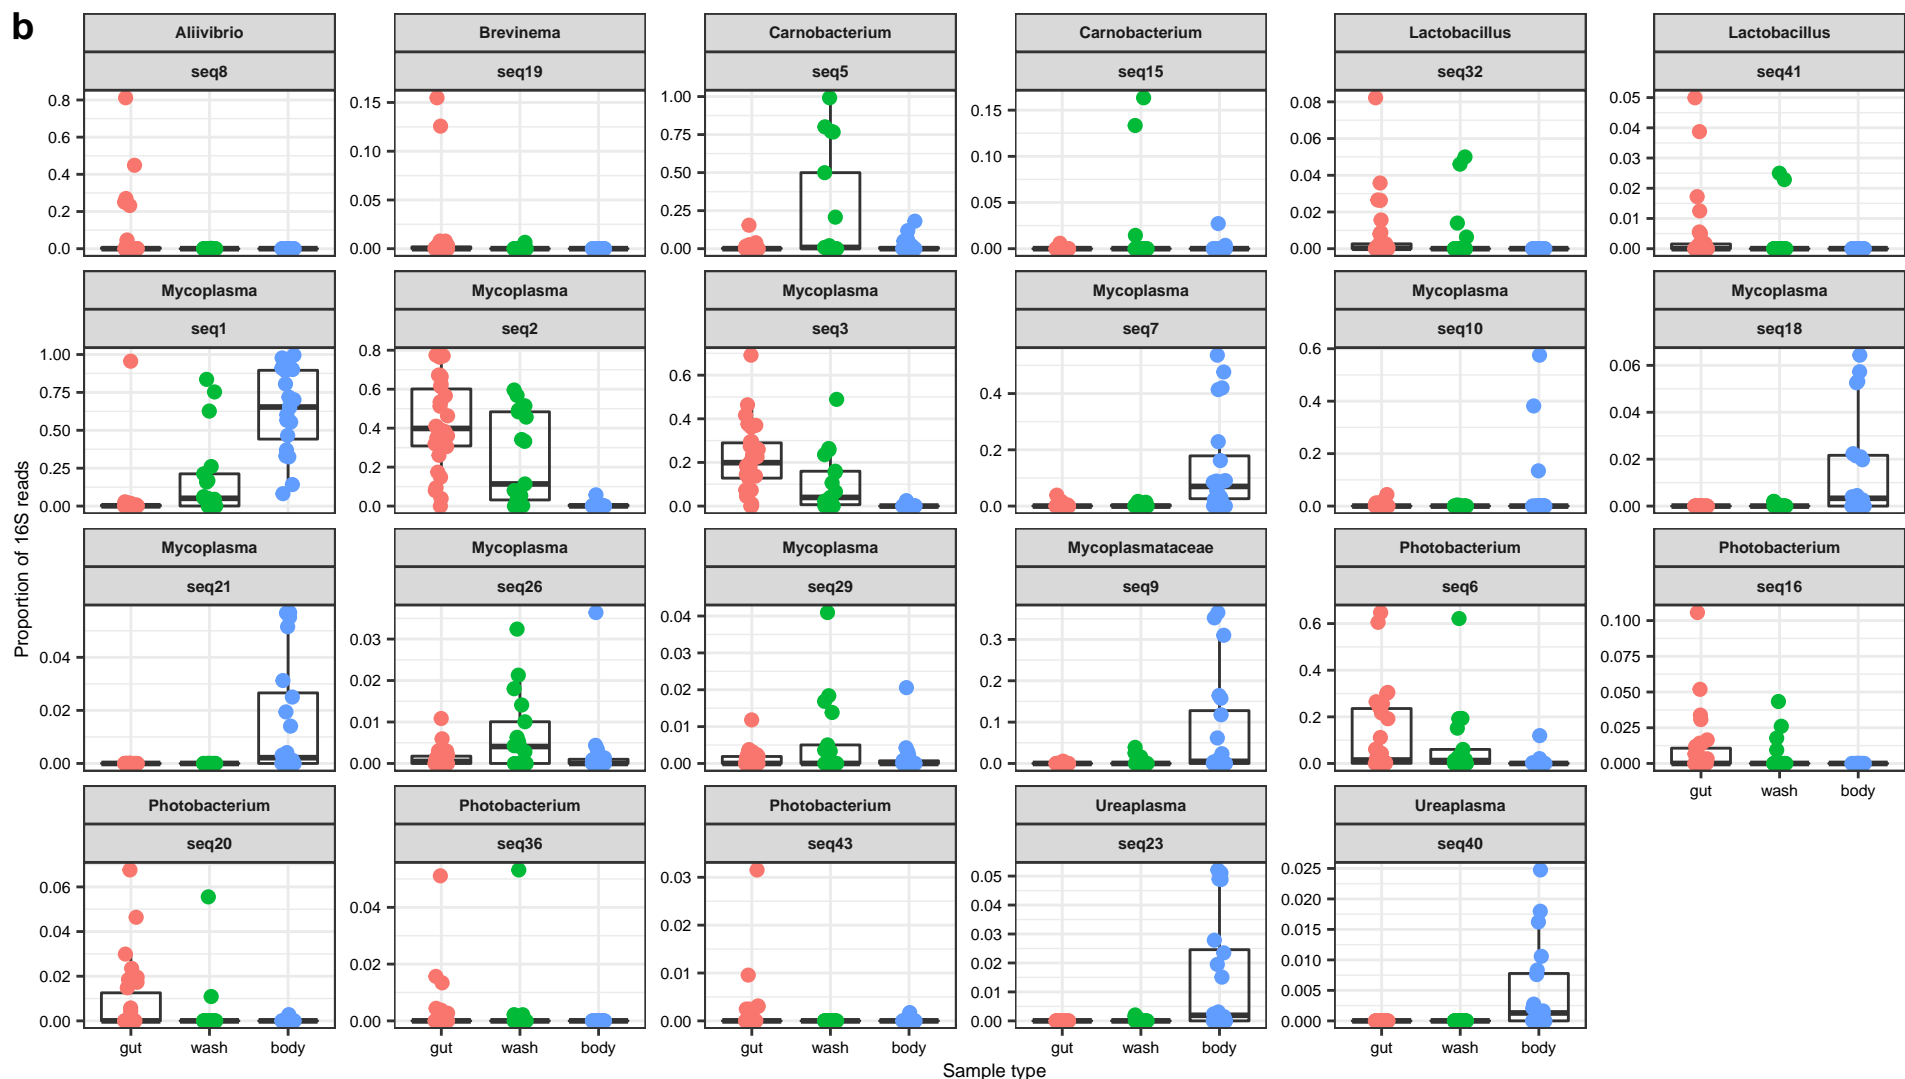 b
Aliivibrio Brevinema Carnobacterium Carnobacterium Lactobacillus Lactobacillus
seq8 seq19 seq5 seq15 seq32 seq41
0.8 0.6 0.4 0.2 0.0
0.15 0.10 0.05 0.00
1.00 0.75 0.50 0.25 0.00
0.15 0.10 0.05 0.00
0.08 0.06 0.04 0.02 0.00
0.05 0.04 0.03 0.02 0.01 0.00
Mycoplasma Mycoplasma Mycoplasma Mycoplasma Mycoplasma Mycoplasma
seq1 seq2 seq3 seq7 seq10 seq18
1.00 0.75 0.50 0.25 0.00
0.8 0.6 0.4 0.2 0.0
0.6 0.4 0.2 0.0
0.4 0.2 0.0
0.6 0.4 0.2 0.0
0.06 0.04 0.02 0.00
Proportion of 16S reads
Mycoplasma Mycoplasma Mycoplasma Mycoplasmataceae Photobacterium Photobacterium
seq21 seq26 seq29 seq9 seq6 seq16
0.04 0.02 0.00
0.03 0.02 0.01 0.00
0.04 0.03 0.02 0.01 0.00
0.3 0.2 0.1 0.0
0.6 0.4 0.2 0.0
0.100 0.075 0.050 0.025 0.000
gut wash body
Photobacterium Photobacterium Photobacterium Ureaplasma Ureaplasma
seq20 seq36 seq43 seq23 seq40
0.06 0.04 0.02 0.00
0.04 0.02 0.00
0.03 0.02 0.01 0.00
0.05 0.04 0.03 0.02 0.01 0.00
0.025 0.020 0.015 0.010 0.005 0.000
gut wash body gut wash body gut wash body gut wash body gut wash body
Sample type